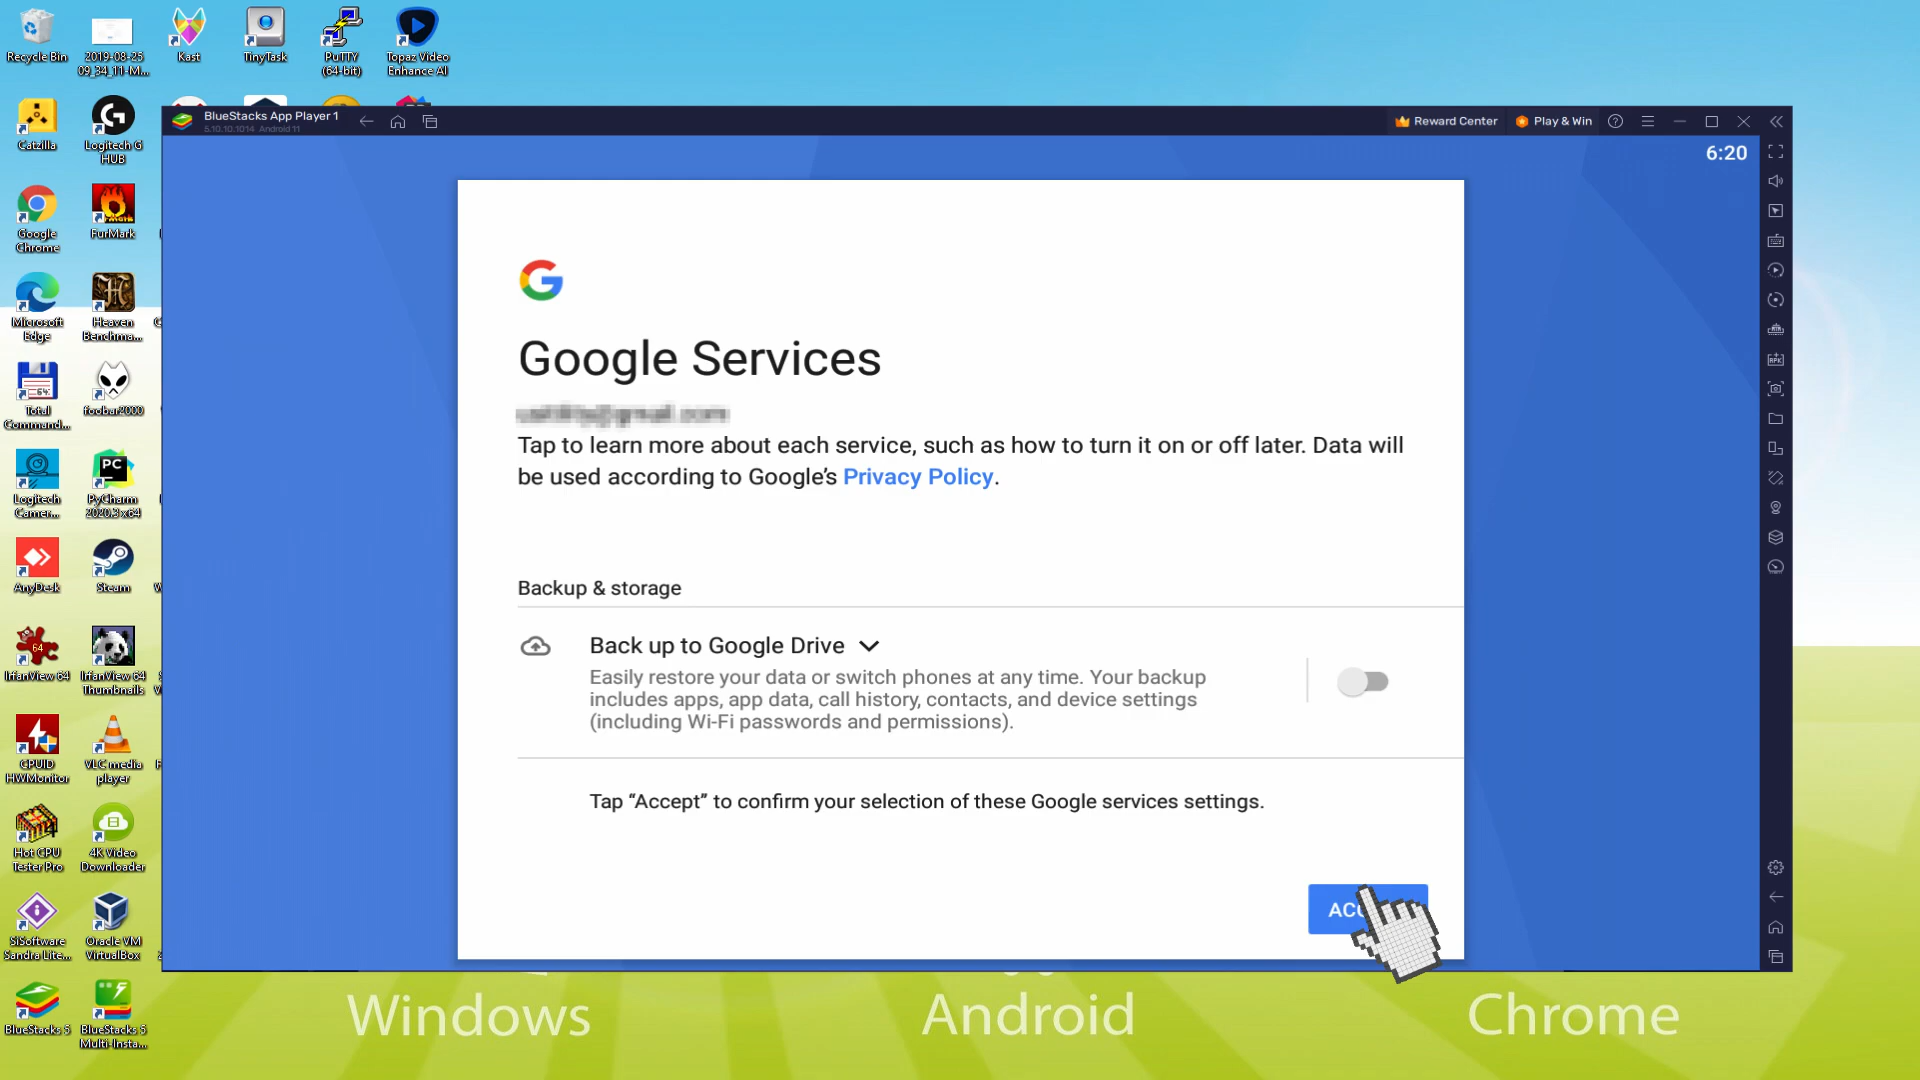 Recycle Bin
2019-08-25
09_34_11-M...
Kast
TinyTask
PuTTY
(64-bit)
Topaz Video
Enhance AI
Catzilla
Logitech G
HUB
Google
Chrome
FurMark
Microsoft
Edge
Heaven
Benchma...
Total
Command...
foobar2000
Logitech
Camer...
PyCharm
2020.3 x64
AnyDesk
Steam
IrfanView 64
IrfanView 64
Thumbnails
CPUID
HWMonitor
VLC media
player
Hot CPU
Tester Pro
4K Video
Downloader
SiSoftware
Sandra Lite...
Oracle VM
VirtualBox
BlueStacks 5
BlueStacks 5
Multi-Insta...
BlueStacks App Player 1
5.10.10.1014 Android 11
Reward Center
Play & Win
6:20
Google Services
Tap to learn more about each service, such as how to turn it on or off later. Data will
be used according to Google’s Privacy Policy.
Backup & storage
Back up to Google Drive
Easily restore your data or switch phones at any time. Your backup
includes apps, app data, call history, contacts, and device settings
(including Wi-Fi passwords and permissions).
Tap “Accept” to confirm your selection of these Google services settings.
Windows
Android
Chrome